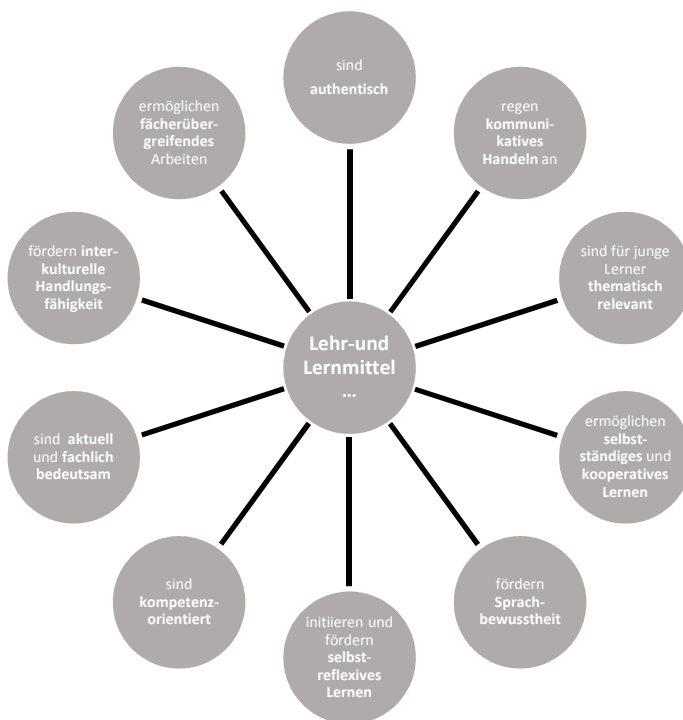 sind
authentisch
regen
kommuni-
katives
Handeln an
sind für junge
Lerner
thematisch
relevant
ermöglichen
selbst-
ständiges und
kooperatives
Lernen
fördern
Sprach-
bewusstheit
initiieren und
fördern
selbst-
reflexives
Lernen
sind
kompetenz-
orientiert
sind aktuell
und fachlich
bedeutsam
fördern inter-
kulturelle
Handlungs-
fähigkeit
ermöglichen
fächerüber-
greifendes
Arbeiten
Lehr-und
Lernmittel
...